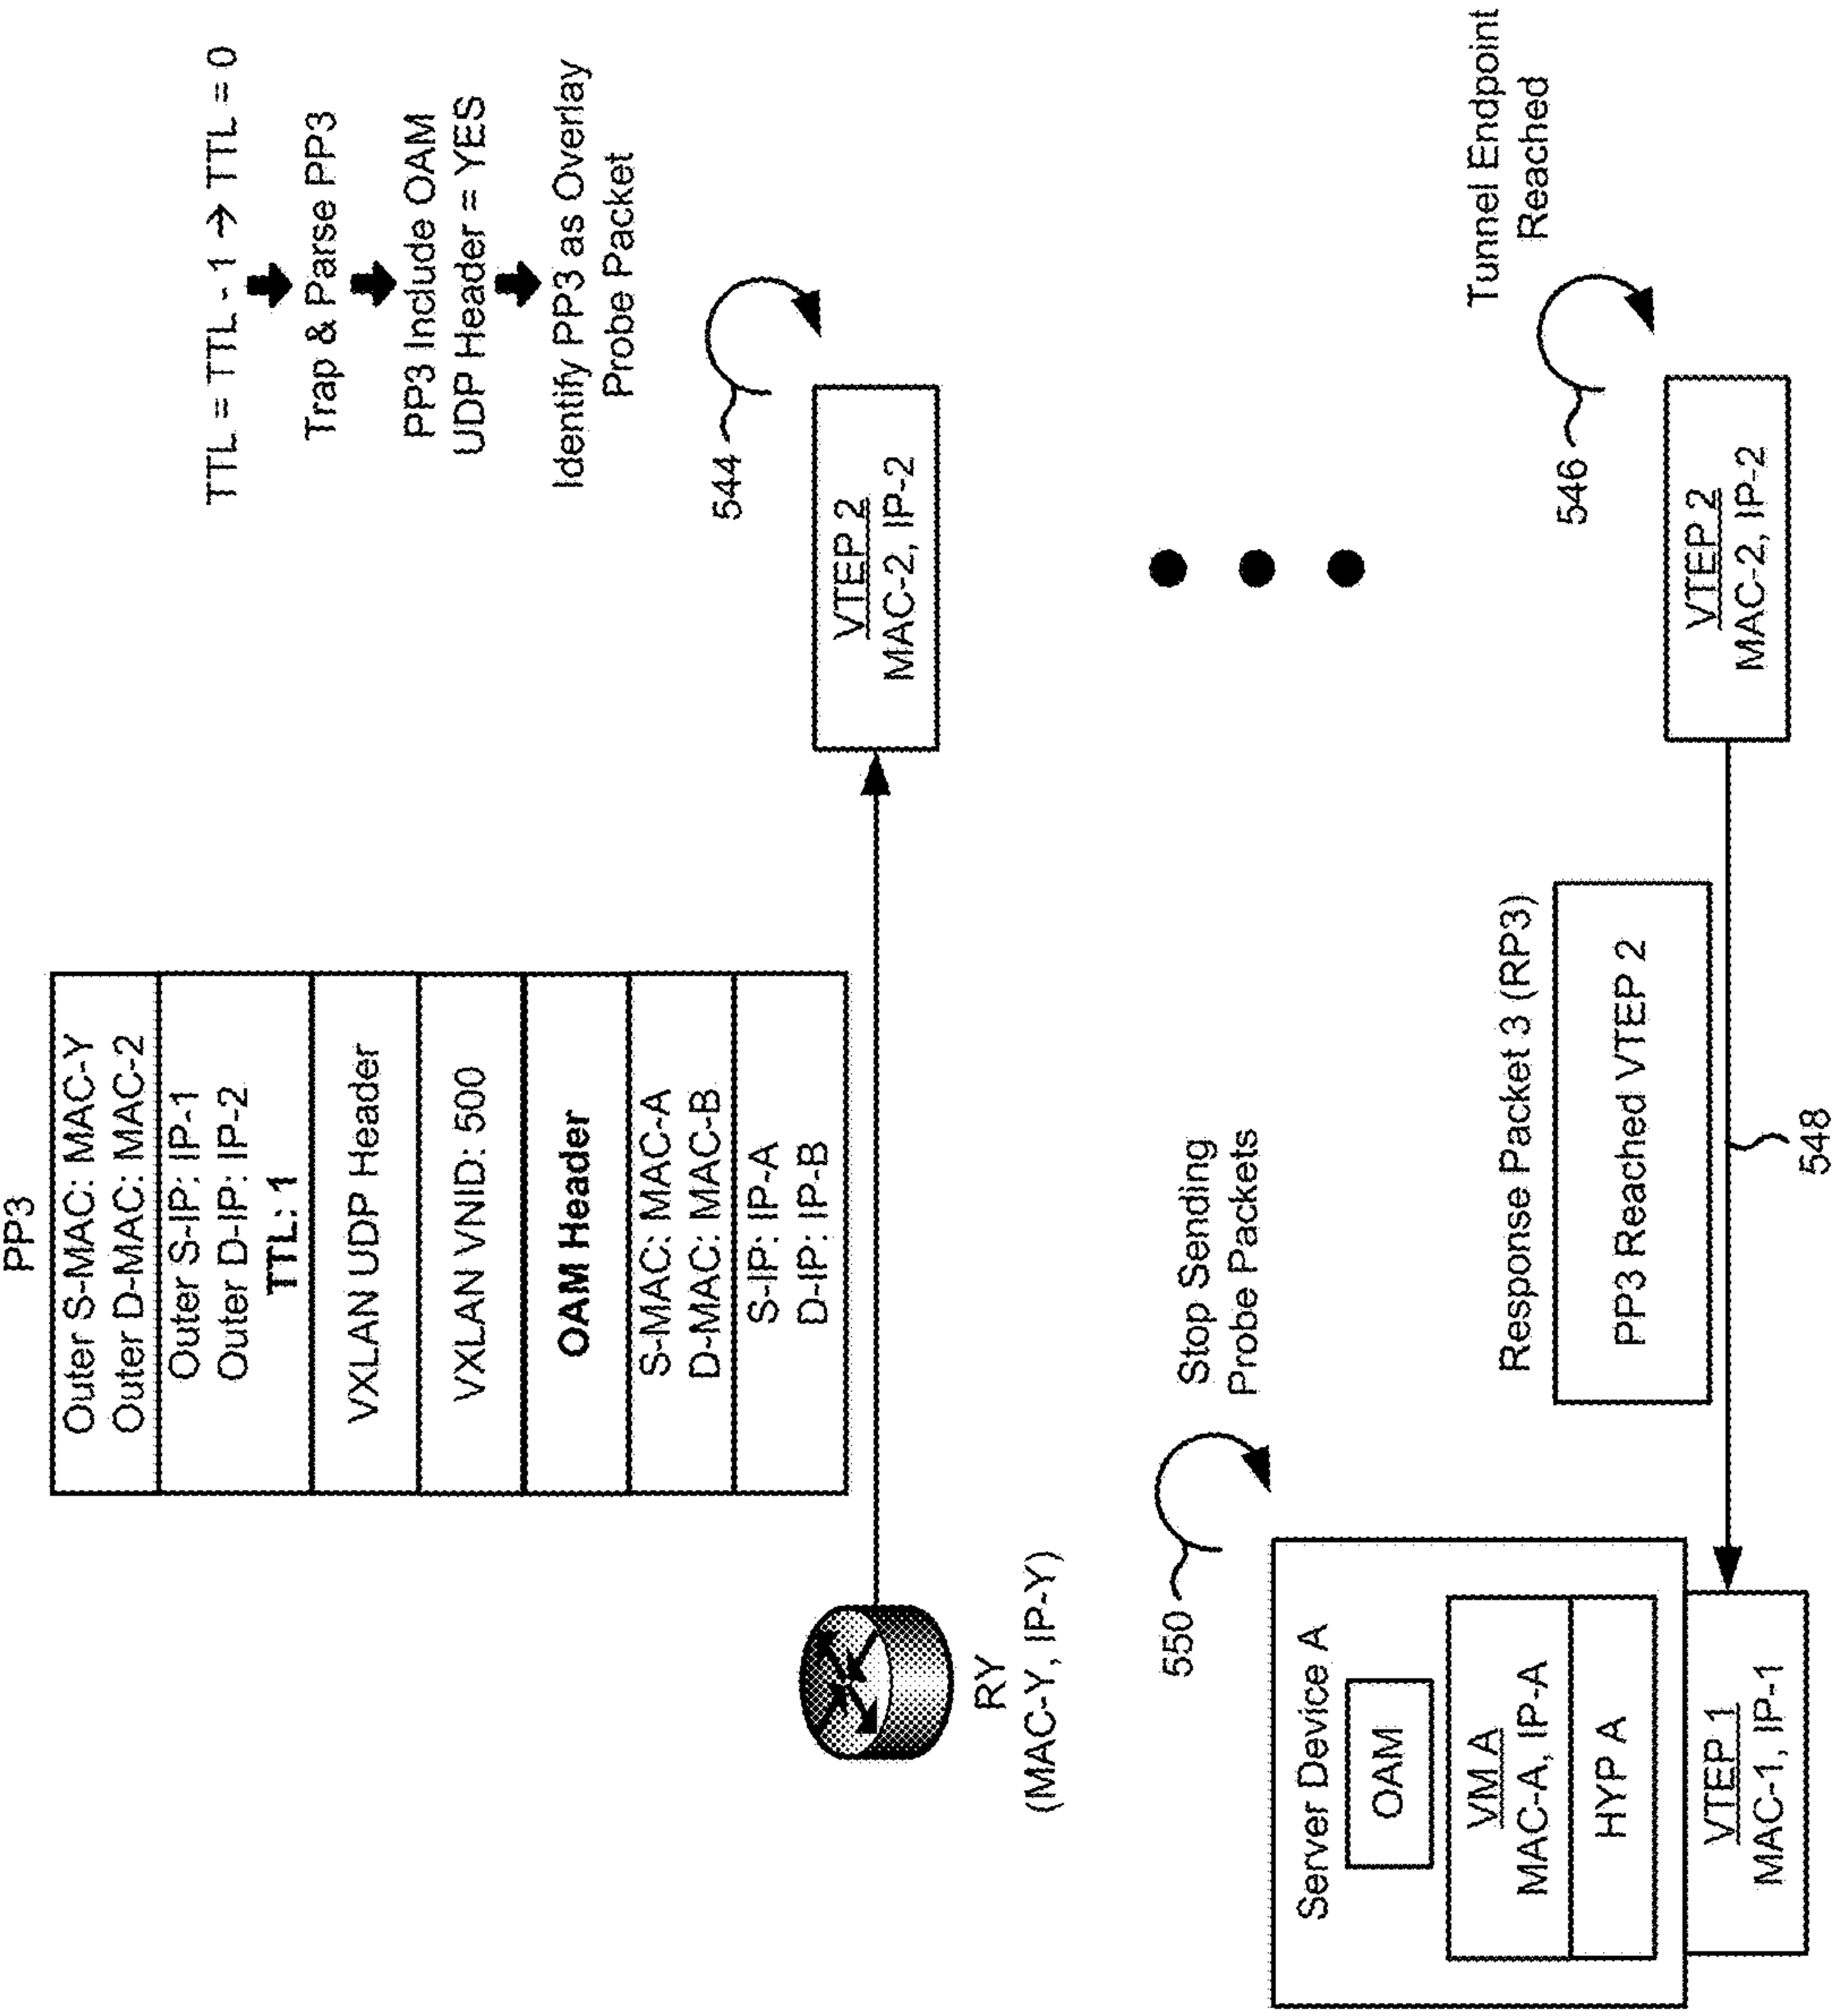 PP3
Outer S-MAC: MAC-Y
Outer D-MAC: MAC-2
Outer S-IP: IP-1
Outer D-IP: IP-2
TTL: 1
VXLAN UDP Header
VXLAN VNID: 500
OAM Header
S-MAC: MAC-A
D-MAC: MAC-B
S-IP: IP-A
D-IP: IP-B
RY
(MAC-Y, IP-Y)
TTL = TTL - 1 → TTL = 0
Trap & Parse PP3
PP3 Include OAM
UDP Header = YES
Identify PP3 as Overlay
Probe Packet
544
VTEP 2
MAC-2, IP-2
550
Stop Sending
Probe Packets
Server Device A
OAM
VM A
MAC-A, IP-A
HYP A
VTEP 1
MAC-1, IP-1
Response Packet 3 (RP3)
PP3 Reached VTEP 2
548
Tunnel Endpoint
Reached
546
VTEP 2
MAC-2, IP-2